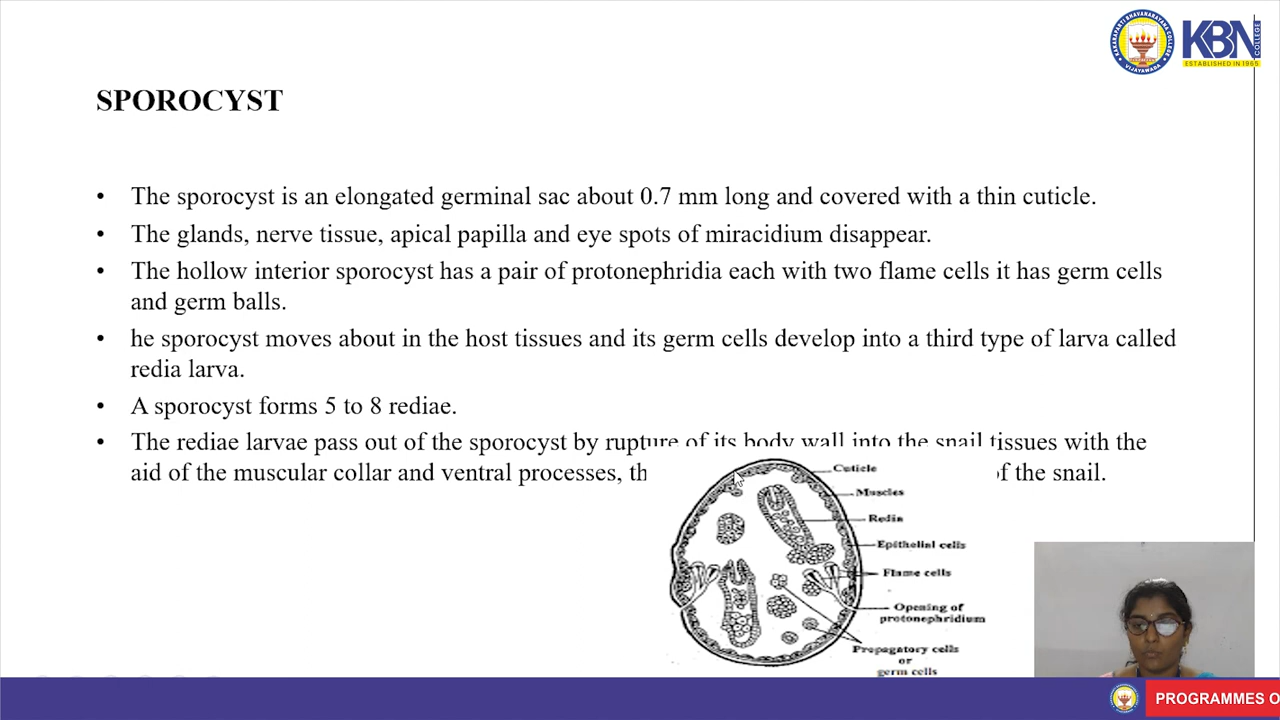 KAKARAPARTI BHAVANARAYANA COLLEGE
VIJAYAWADA
KBN
COLLEGE
ESTABLISHED IN 1965
SPOROCYST
• The sporocyst is an elongated germinal sac about 0.7 mm long and covered with a thin cuticle.
• The glands, nerve tissue, apical papilla and eye spots of miracidium disappear.
• The hollow interior sporocyst has a pair of protonephridia each with two flame cells it has germ cells
and germ balls.
• he sporocyst moves about in the host tissues and its germ cells develop into a third type of larva called
redia larva.
• A sporocyst forms 5 to 8 rediae.
• The rediae larvae pass out of the sporocyst by rupture of its body wall into the snail tissues with the
aid of the muscular collar and ventral processes, of the snail.
Cuticle
Muscles
Redia
Epithelial cells
Flame cells
Opening of
protonephridium
Propagatory cells
or
germ cells
PROGRAMMES